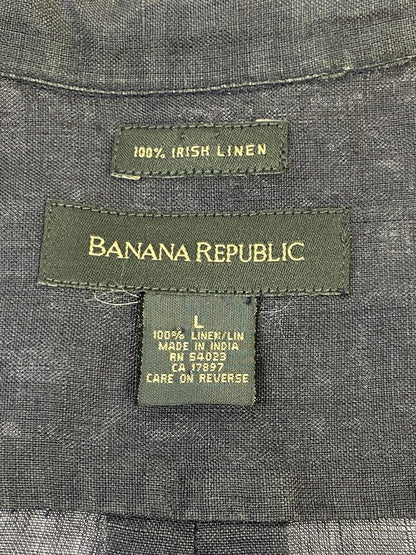 100% IRISH LINEN
BANANA REPUBLIC
L
100% LINEN/LIN
MADE IN INDIA
RN 54023
CA 17897
CARE ON REVERSE